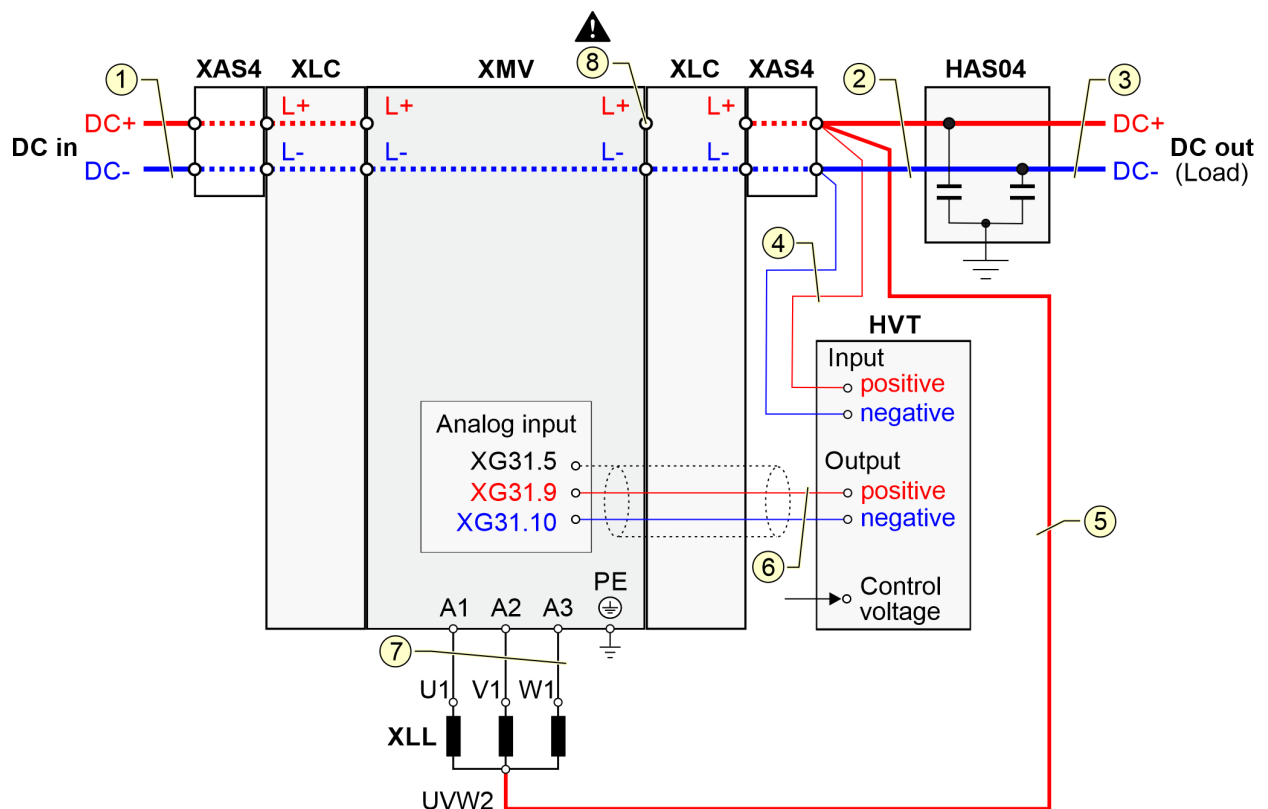 XAS4 XLC XMV XLC XAS4 HAS04
1 8 2 3
L+ L+ L+ L+
DC+ DC+
DC in DC out
L- L- L- L-
DC- DC-
(Load)
4
HVT
Input
positive
negative
Analog input
XG31.5
XG31.9
XG31.10
Output
positive
negative
5
6
Control
voltage
PE
A1 A2 A3
7
U1 V1 W1
XLL
UVW2